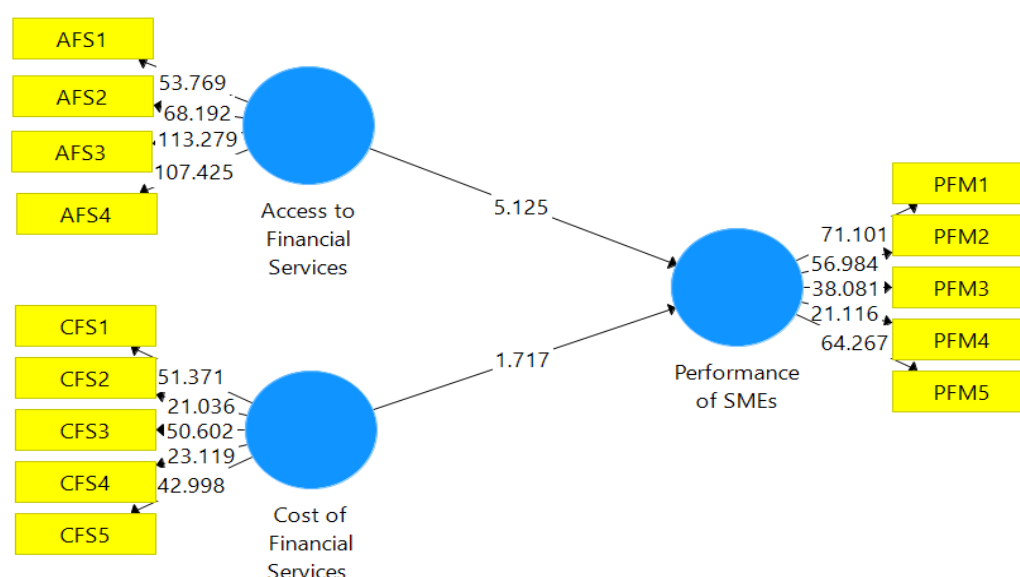 AFS1
AFS2
AFS3
AFS4
53.769
68.192
113.279
107.425
Access to
Financial
Services
5.125
CFS1
CFS2
CFS3
CFS4
CFS5
51.371
21.036
50.602
23.119
42.998
Cost of
Financial
Services
1.717
Performance
of SMEs
71.101
56.984
38.081
21.116
64.267
PFM1
PFM2
PFM3
PFM4
PFM5